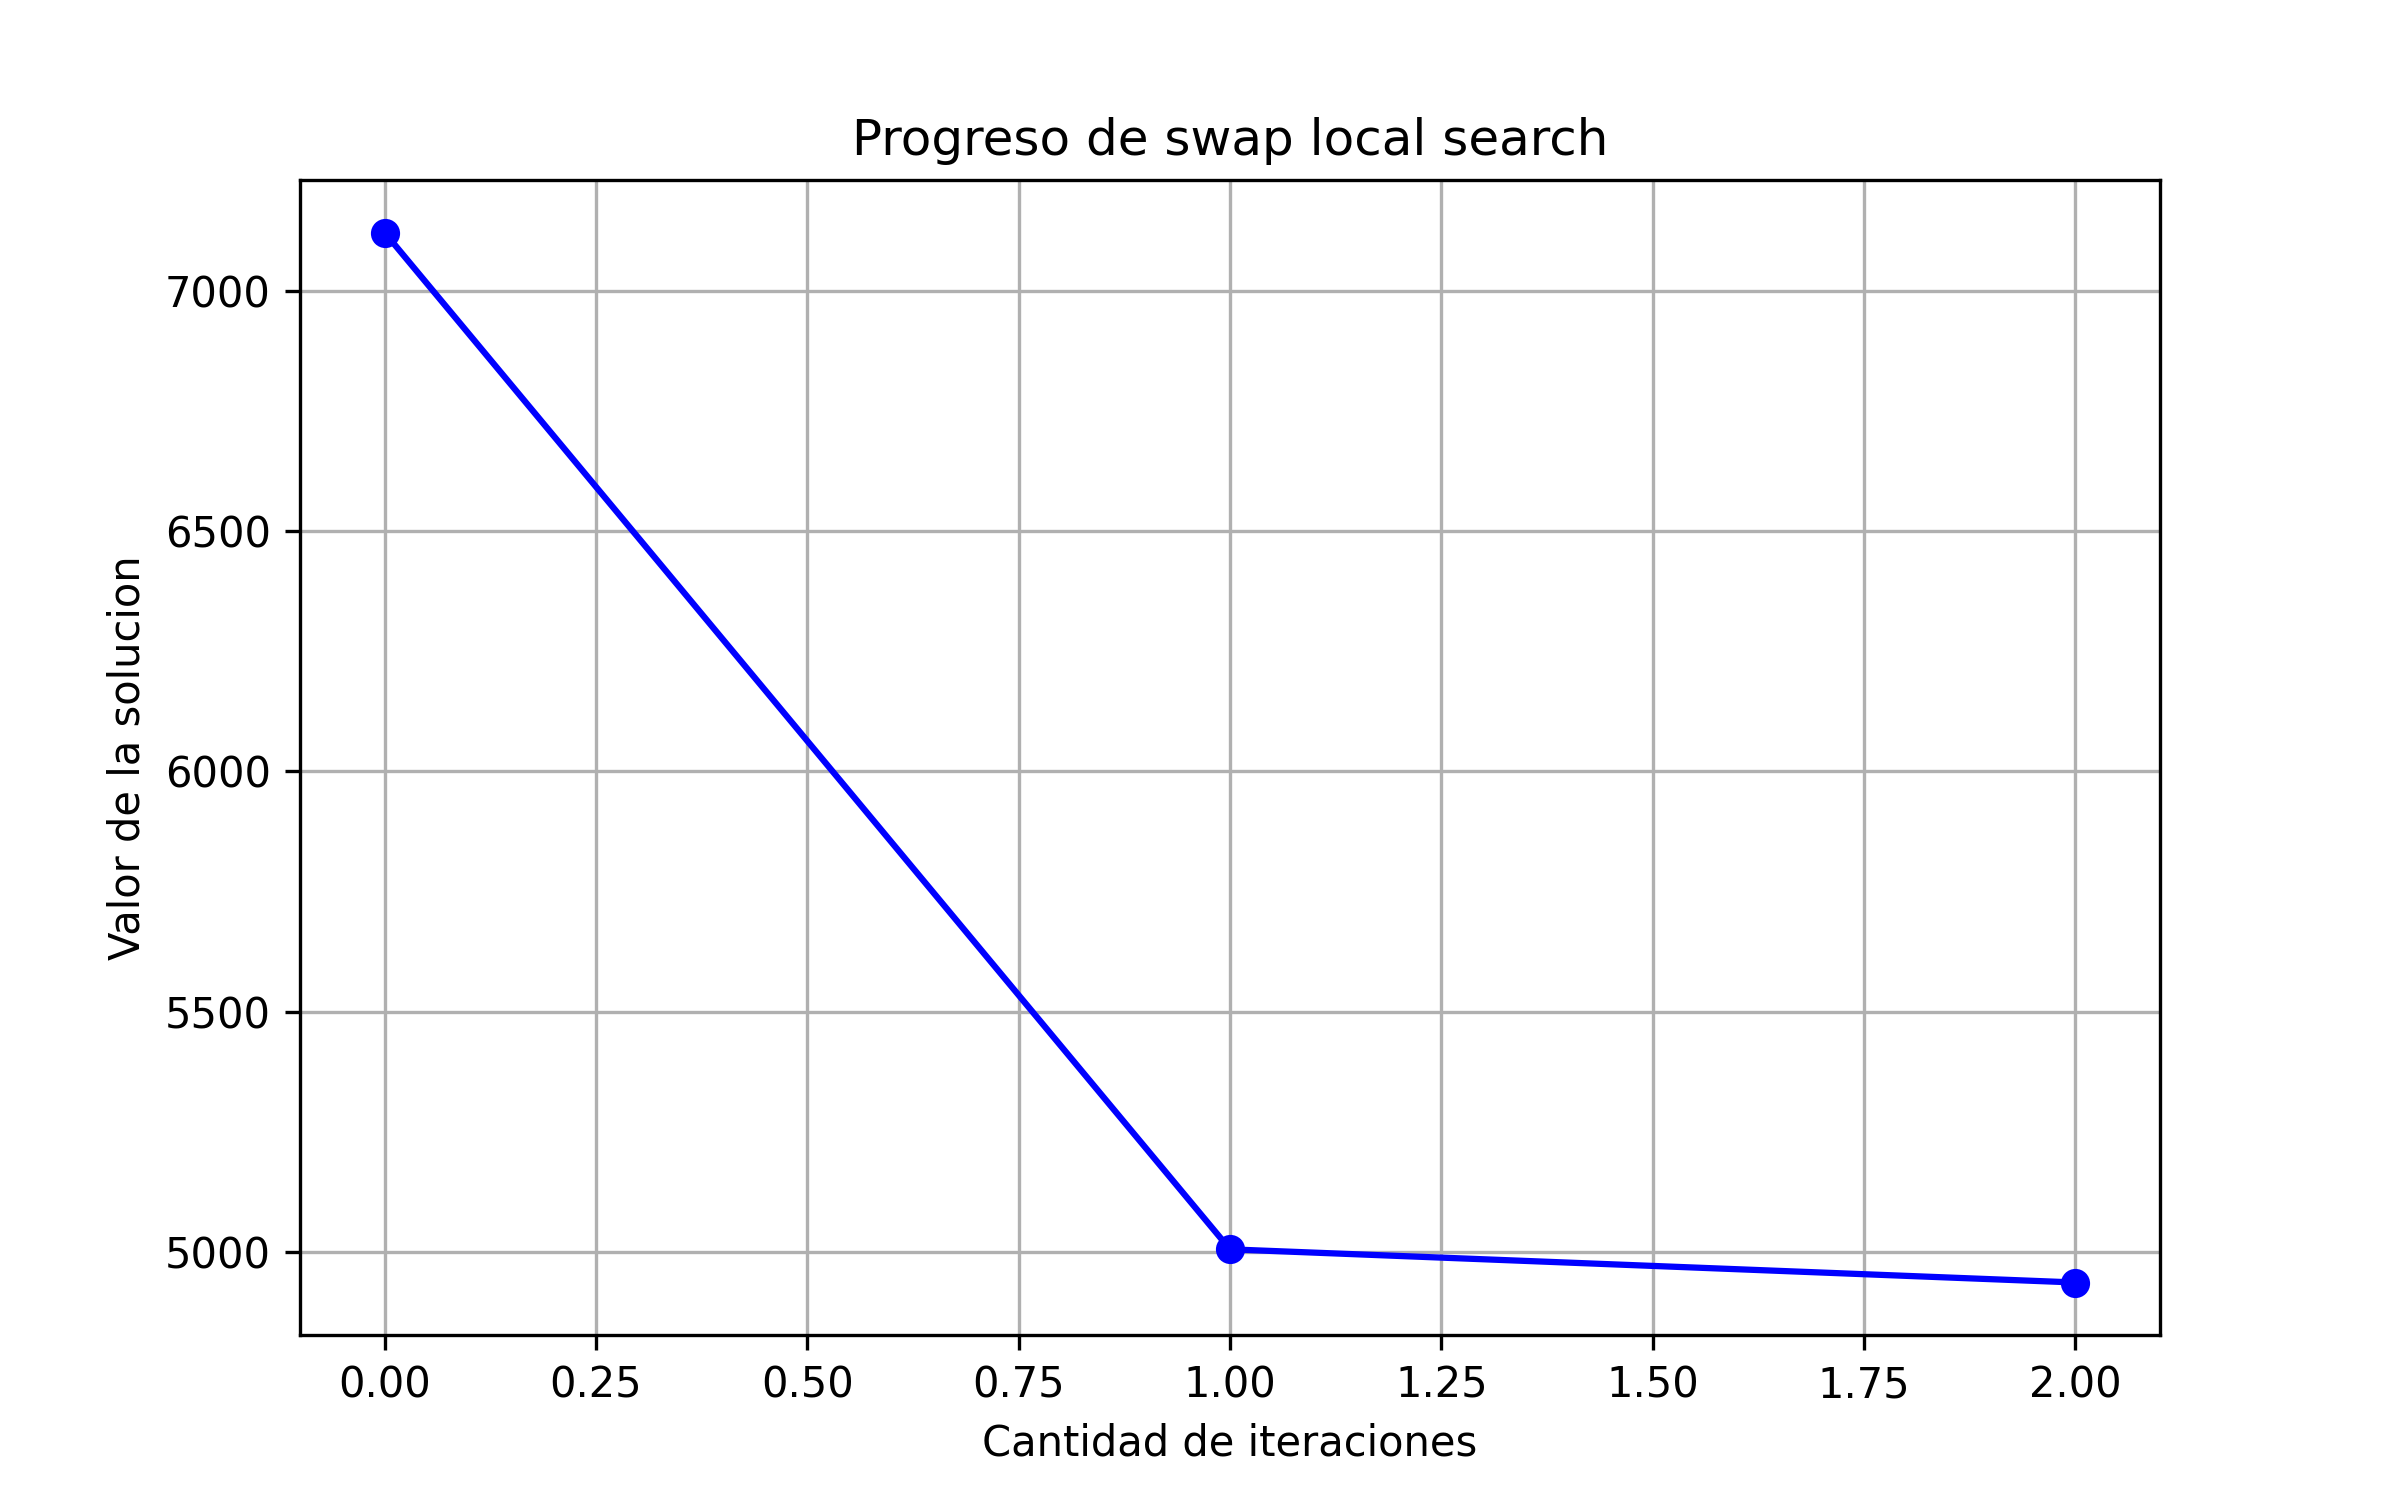 Progreso de swap local search
7000
6500
6000
5500
5000
Valor de la solucion
0.00 0.25 0.50 0.75 1.00 1.25 1.50 1.75 2.00
Cantidad de iteraciones